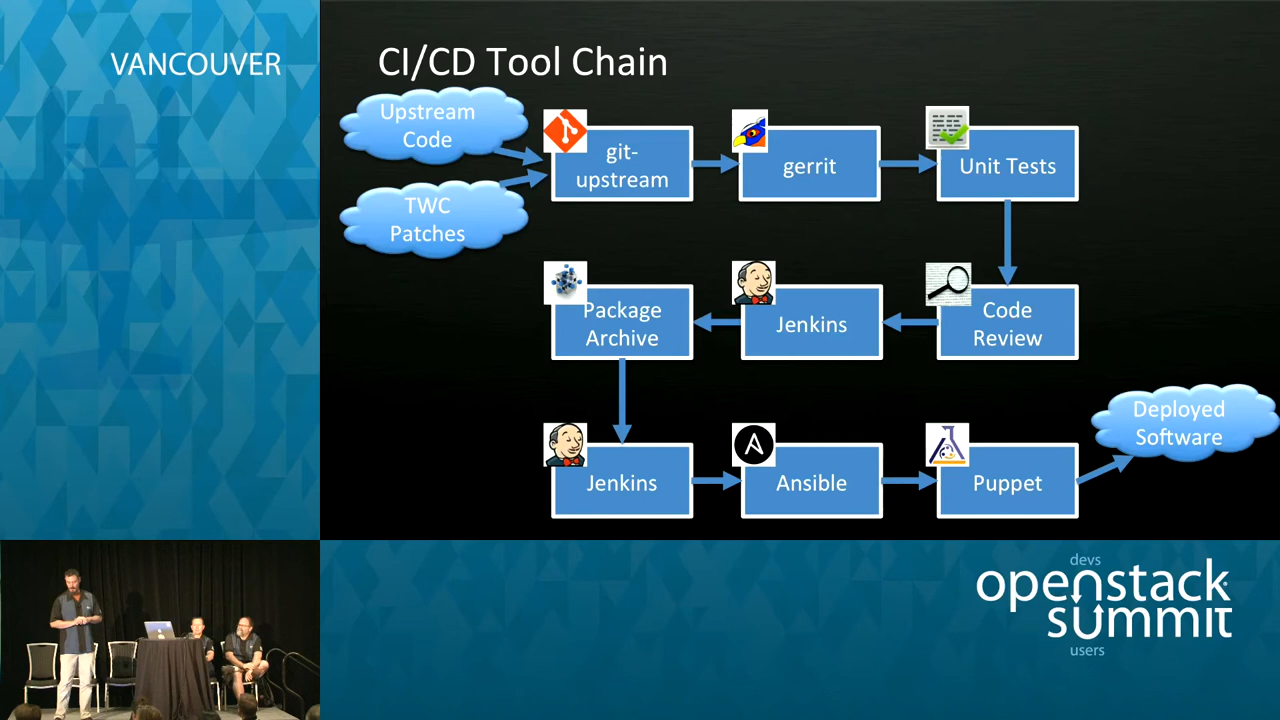 VANCOUVER
CI/CD Tool Chain
Upstream
Code
TWC
Patches
git-
upstream
gerrit
Unit Tests
Code
Review
Jenkins
Package
Archive
Jenkins
Ansible
Puppet
Deployed
Software
devs
openstack
summit
users